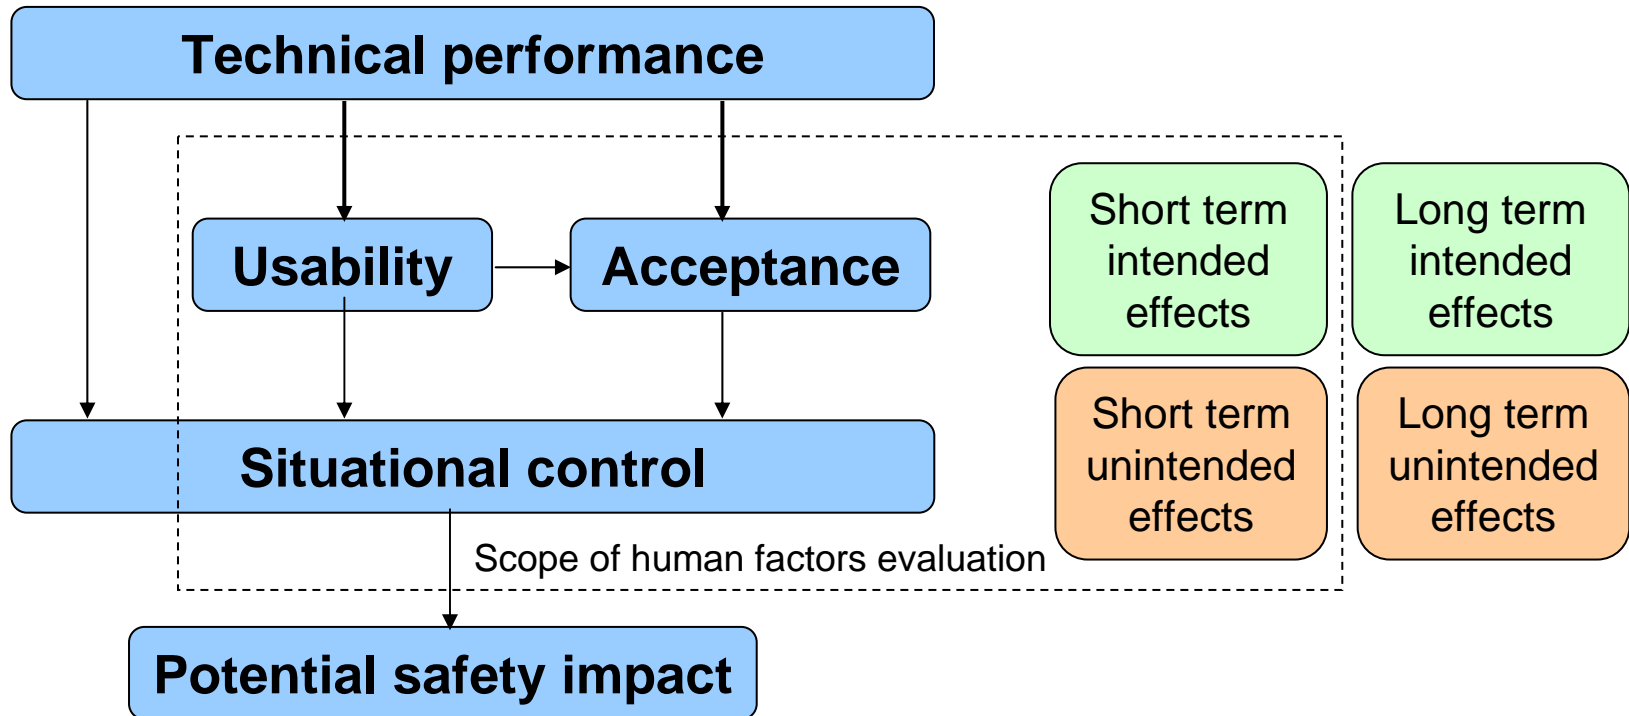 Technical performance
Usability
Acceptance
Short term
intended
effects
Long term
intended
effects
Situational control
Short term
unintended
effects
Long term
unintended
effects
Scope of human factors evaluation
Potential safety impact